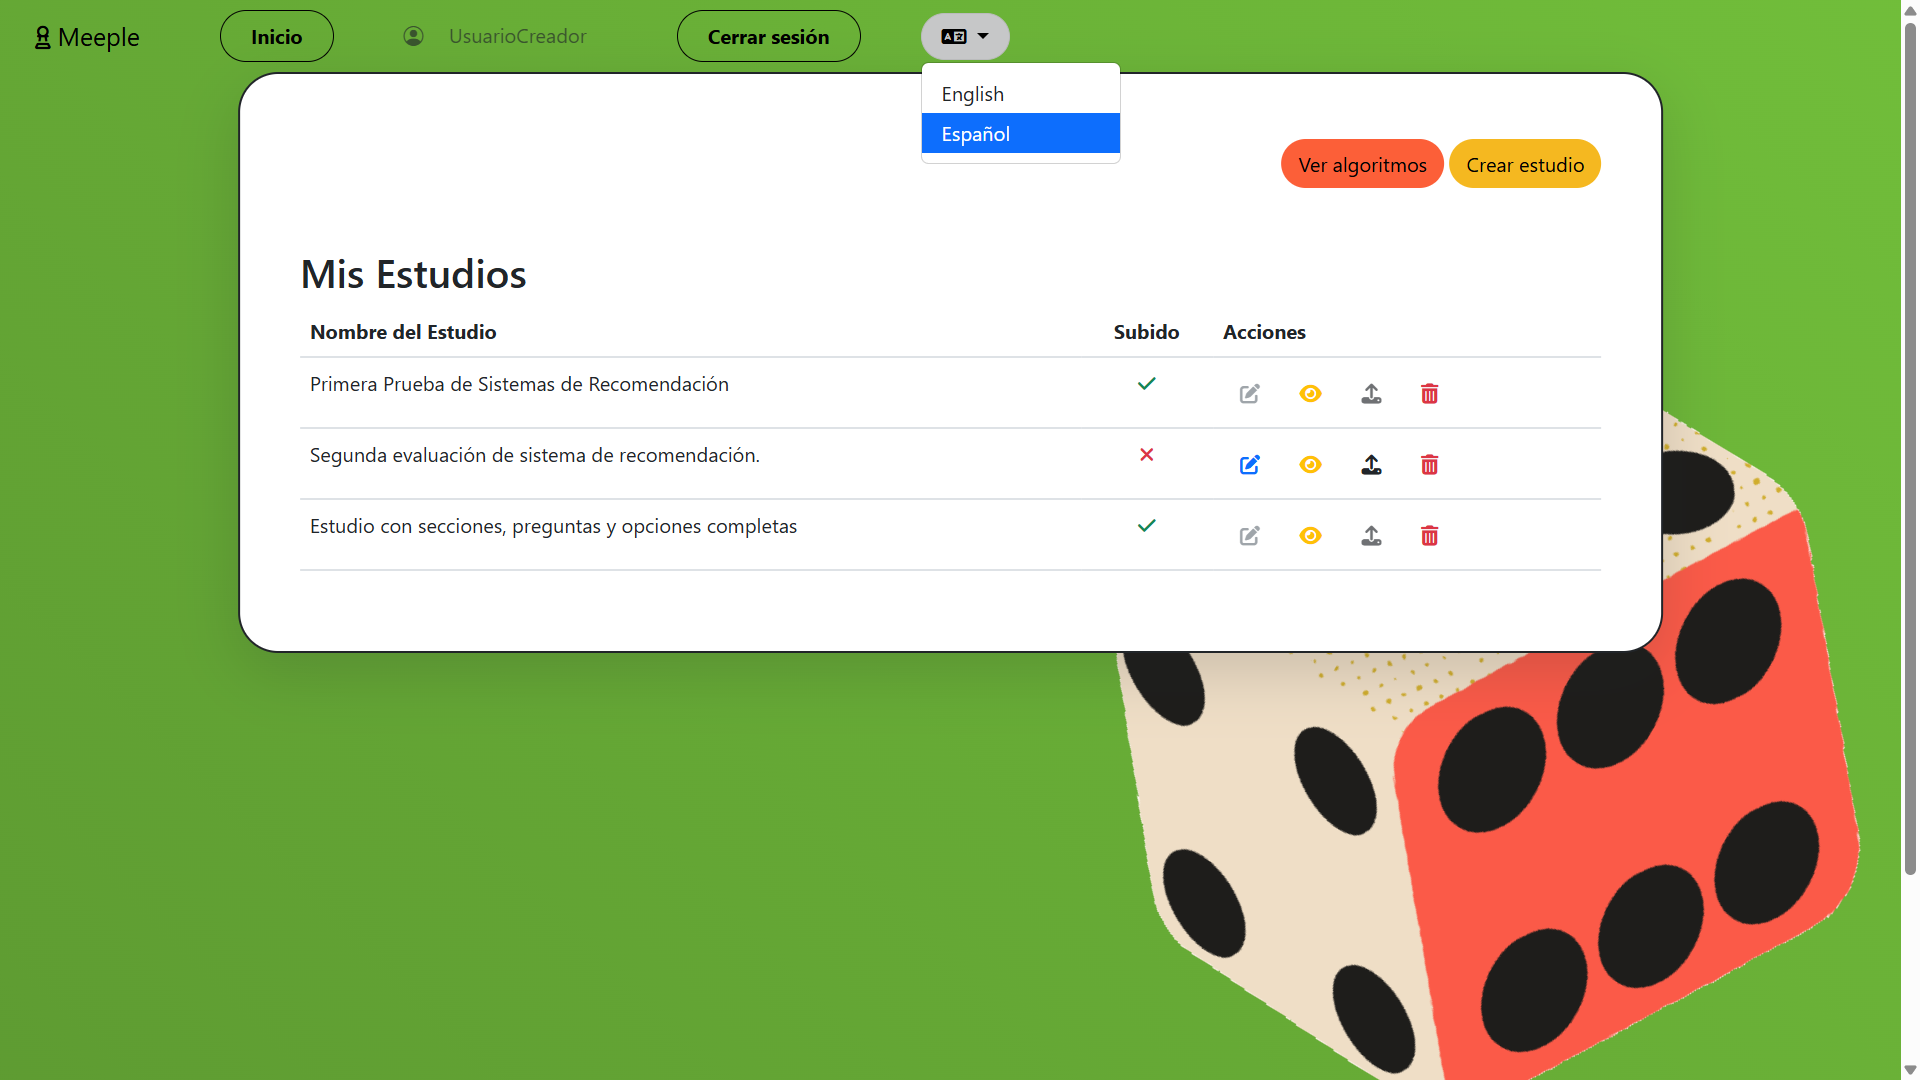 Meeple
Inicio
UsuarioCreador
Cerrar sesión
English
Español
Ver algoritmos
Crear estudio
Mis Estudios
Nombre del Estudio Subido Acciones
Primera Prueba de Sistemas de Recomendación
Segunda evaluación de sistema de recomendación.
Estudio con secciones, preguntas y opciones completas